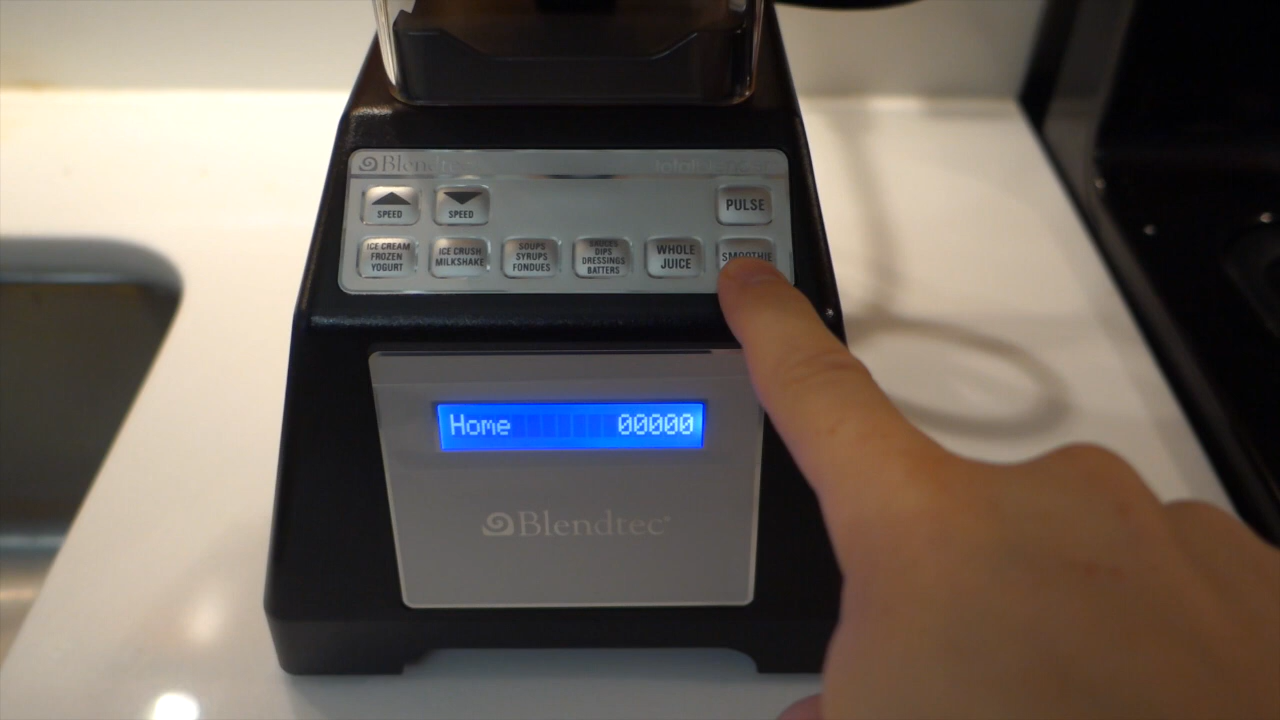 Blendtec
SPEED
SPEED
PULSE
ICE CREAM
FROZEN
YOGURT
ICE CRUSH
MILKSHAKE
SOUPS
SYRUPS
FONDUES
SAUCES
DIPS
DRESSINGS
BATTERS
WHOLE
JUICE
SMOOTHIE
Home 00000
Blendtec